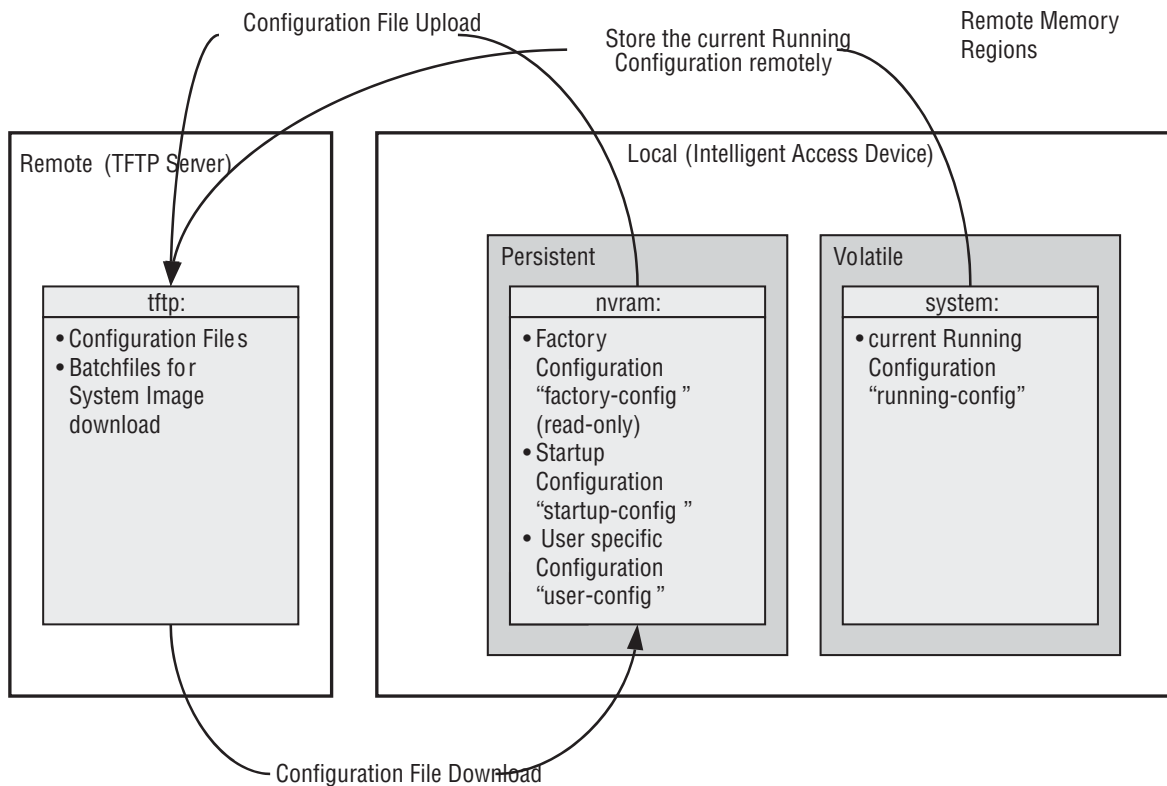 Configuration File Upload
Store the current Running
Configuration remotely
Remote Memory
Regions
Remote (TFTP Server)
Local (Intelligent Access Device)
Persistent
Volatile
tftp:
• Configuration Files
• Batchfiles for
System Image
download
nvram:
• Factory
Configuration
“factory-config”
(read-only)
• Startup
Configuration
“startup-config”
• User specific
Configuration
“user-config”
system:
• current Running
Configuration
“running-config”
Configuration File Download